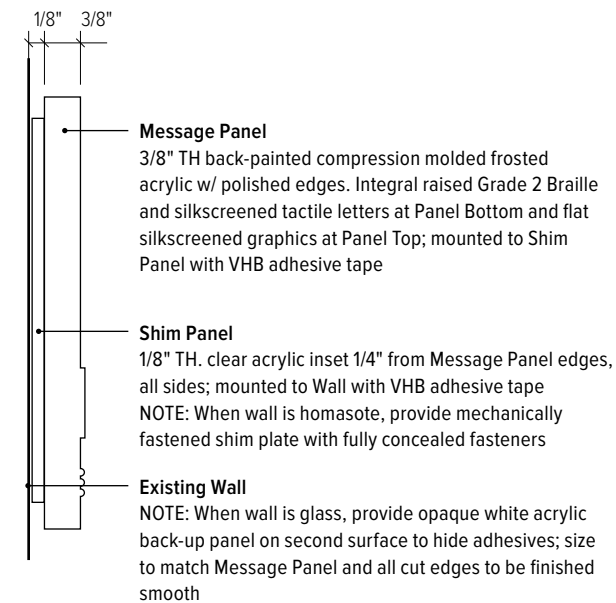 1/8" 3/8"
Message Panel
3/8" TH back-painted compression molded frosted
acrylic w/ polished edges. Integral raised Grade 2 Braille
and silkscreened tactile letters at Panel Bottom and flat
silkscreened graphics at Panel Top; mounted to Shim
Panel with VHB adhesive tape
Shim Panel
1/8" TH. clear acrylic inset 1/4" from Message Panel edges,
all sides; mounted to Wall with VHB adhesive tape
NOTE: When wall is homasote, provide mechanically
fastened shim plate with fully concealed fasteners
Existing Wall
NOTE: When wall is glass, provide opaque white acrylic
back-up panel on second surface to hide adhesives; size
to match Message Panel and all cut edges to be finished
smooth